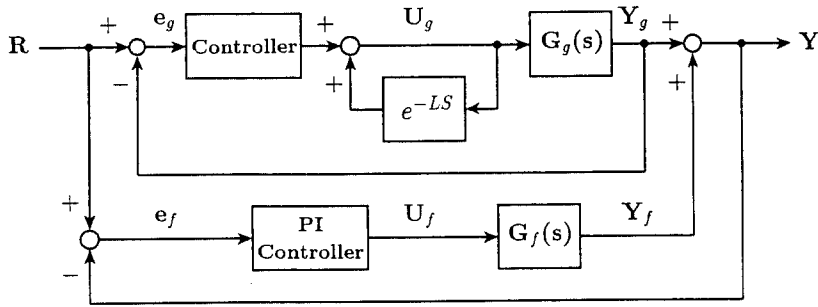 R
+
e_g
Controller
+
U_g
G_g(s)
Y_g
+
Y
−
+
e^{-LS}
+
+
e_f
PI
Controller
U_f
G_f(s)
Y_f
−